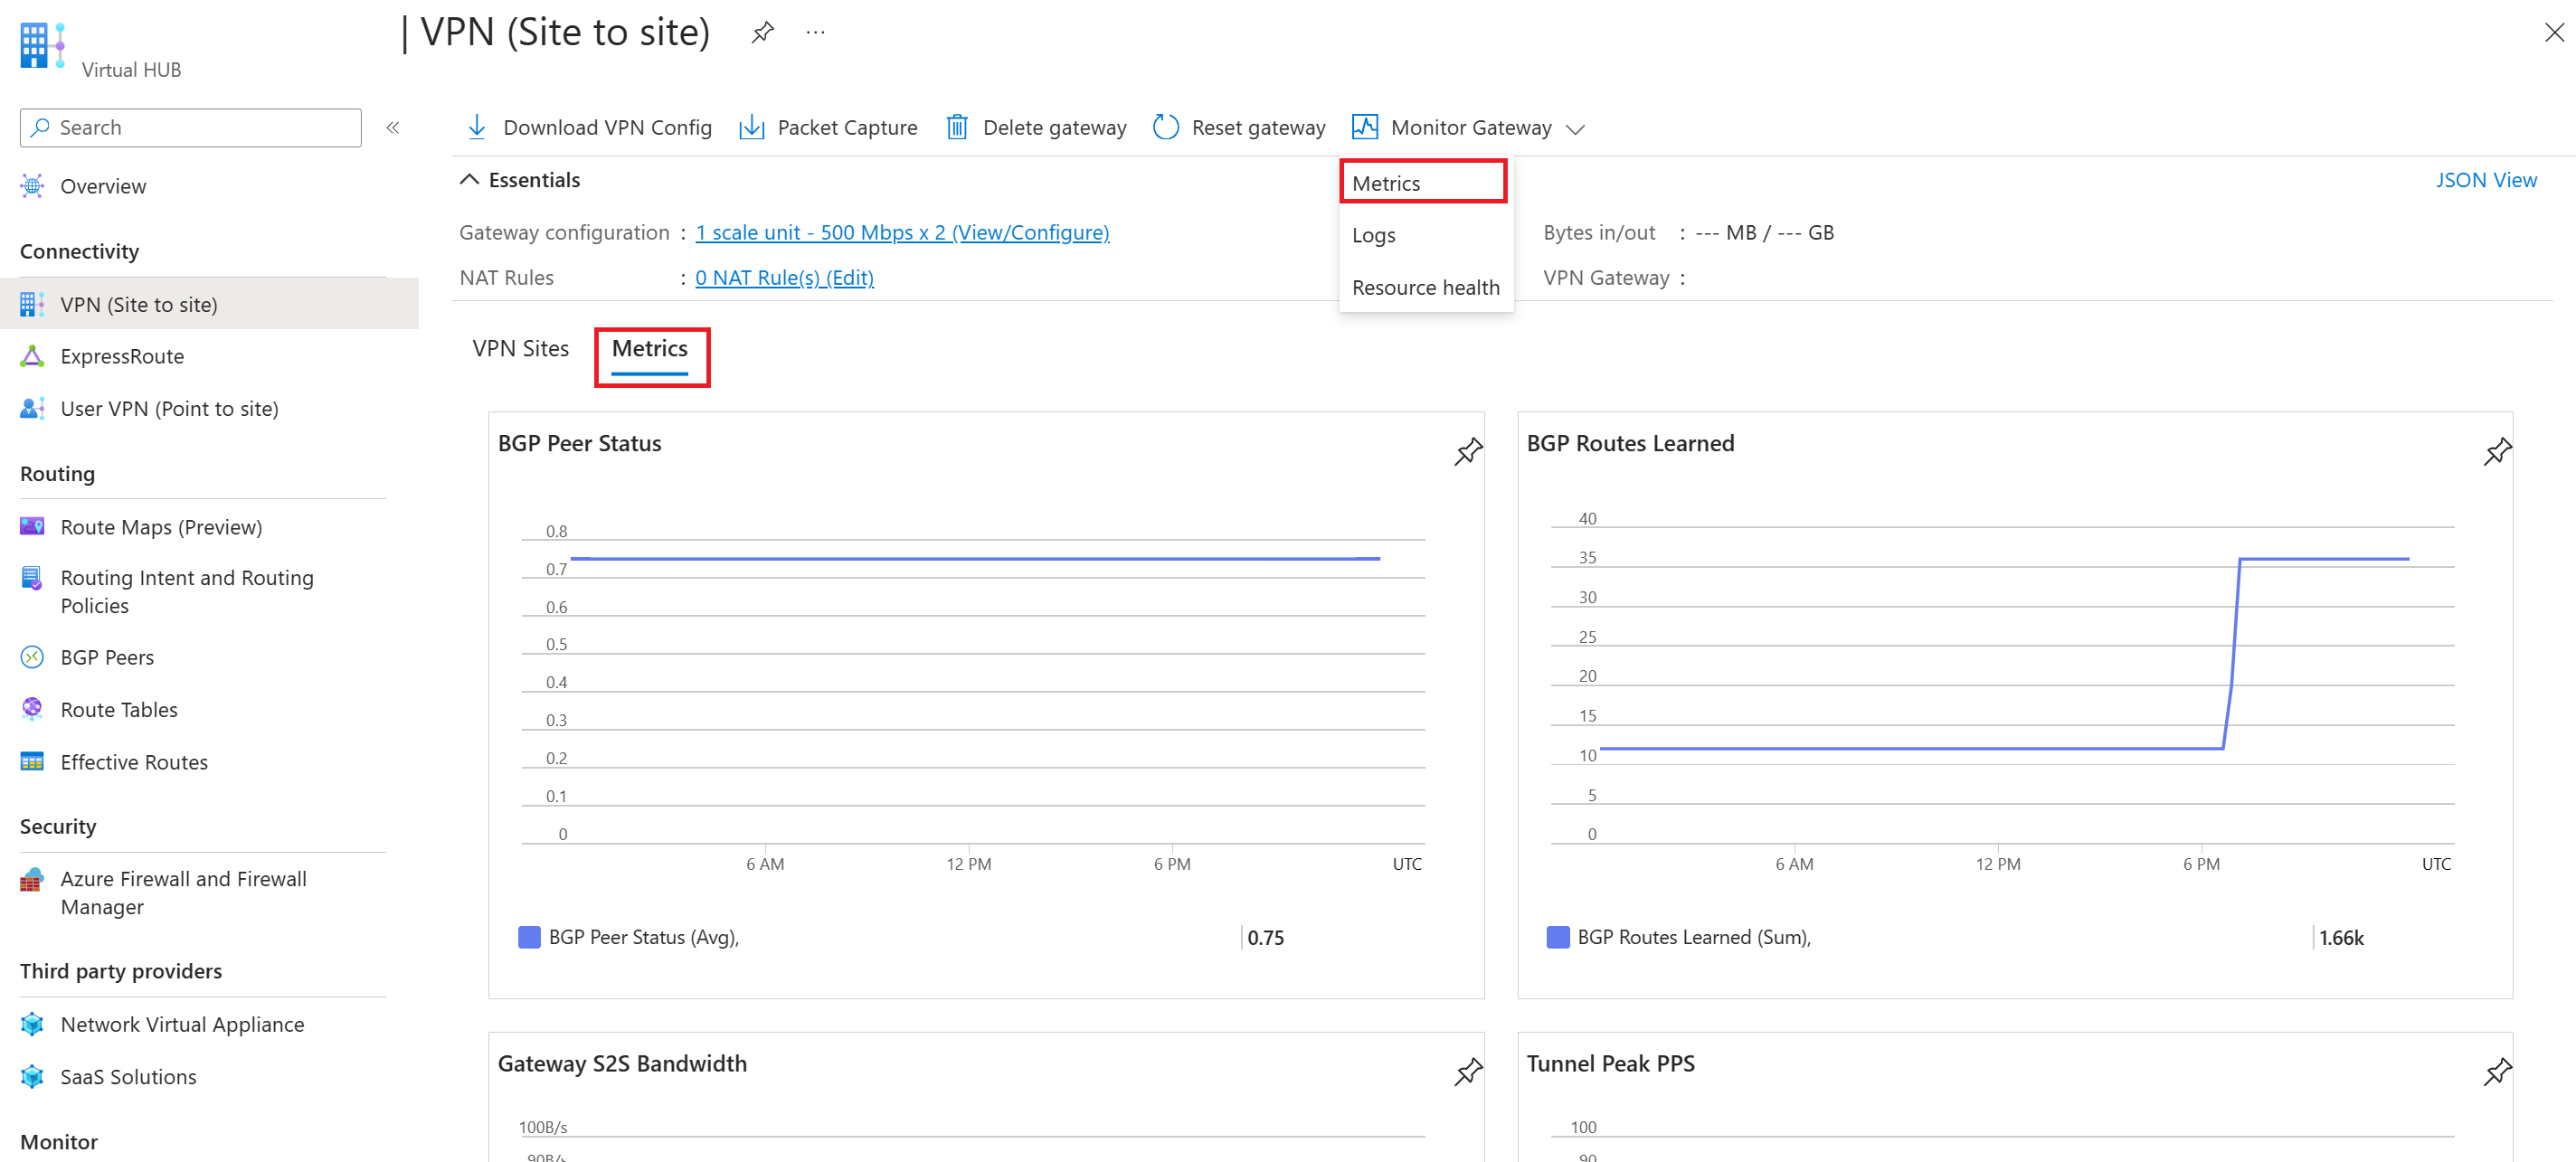 | VPN (Site to site)
...
Virtual HUB
Search
«
Overview
Connectivity
VPN (Site to site)
ExpressRoute
User VPN (Point to site)
Routing
Route Maps (Preview)
Routing Intent and Routing
Policies
BGP Peers
Route Tables
Effective Routes
Security
Azure Firewall and Firewall
Manager
Third party providers
Network Virtual Appliance
SaaS Solutions
Monitor
Download VPN Config
Packet Capture
Delete gateway
Reset gateway
Monitor Gateway
Metrics
Logs
Resource health
Essentials
JSON View
Gateway configuration : 1 scale unit - 500 Mbps x 2 (View/Configure)
NAT Rules : 0 NAT Rule(s) (Edit)
Bytes in/out : --- MB / --- GB
VPN Gateway :
VPN Sites
Metrics
BGP Peer Status
0.8
0.7
0.6
0.5
0.4
0.3
0.2
0.1
0
6 AM 12 PM 6 PM UTC
BGP Peer Status (Avg), 0.75
BGP Routes Learned
40
35
30
25
20
15
10
5
0
6 AM 12 PM 6 PM UTC
BGP Routes Learned (Sum), 1.66k
Gateway S2S Bandwidth
100B/s
90B/s
Tunnel Peak PPS
100
90